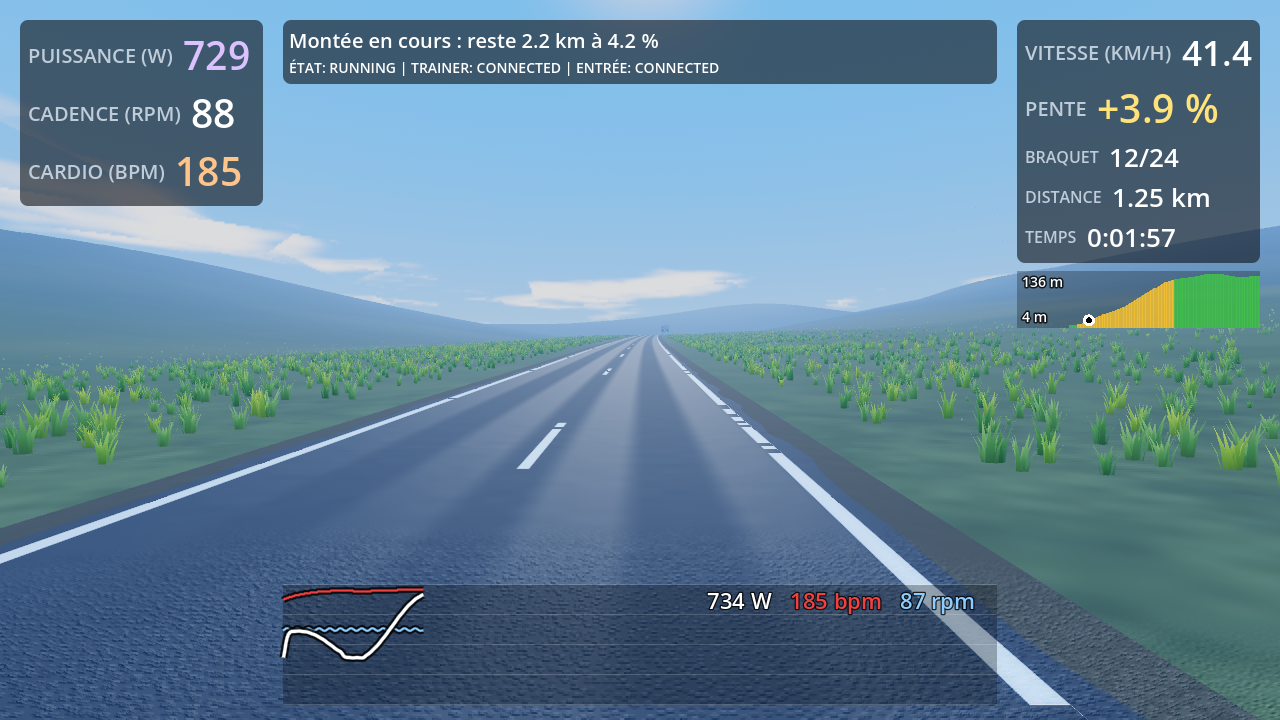 PUISSANCE (W) 729
CADENCE (RPM) 88
CARDIO (BPM) 185
Montée en cours : reste 2.2 km à 4.2 %
ÉTAT: RUNNING | TRAINER: CONNECTED | ENTRÉE: CONNECTED
VITESSE (KM/H) 41.4
PENTE +3.9 %
BRAQUET 12/24
DISTANCE 1.25 km
TEMPS 0:01:57
136 m
4 m
734 W 185 bpm 87 rpm